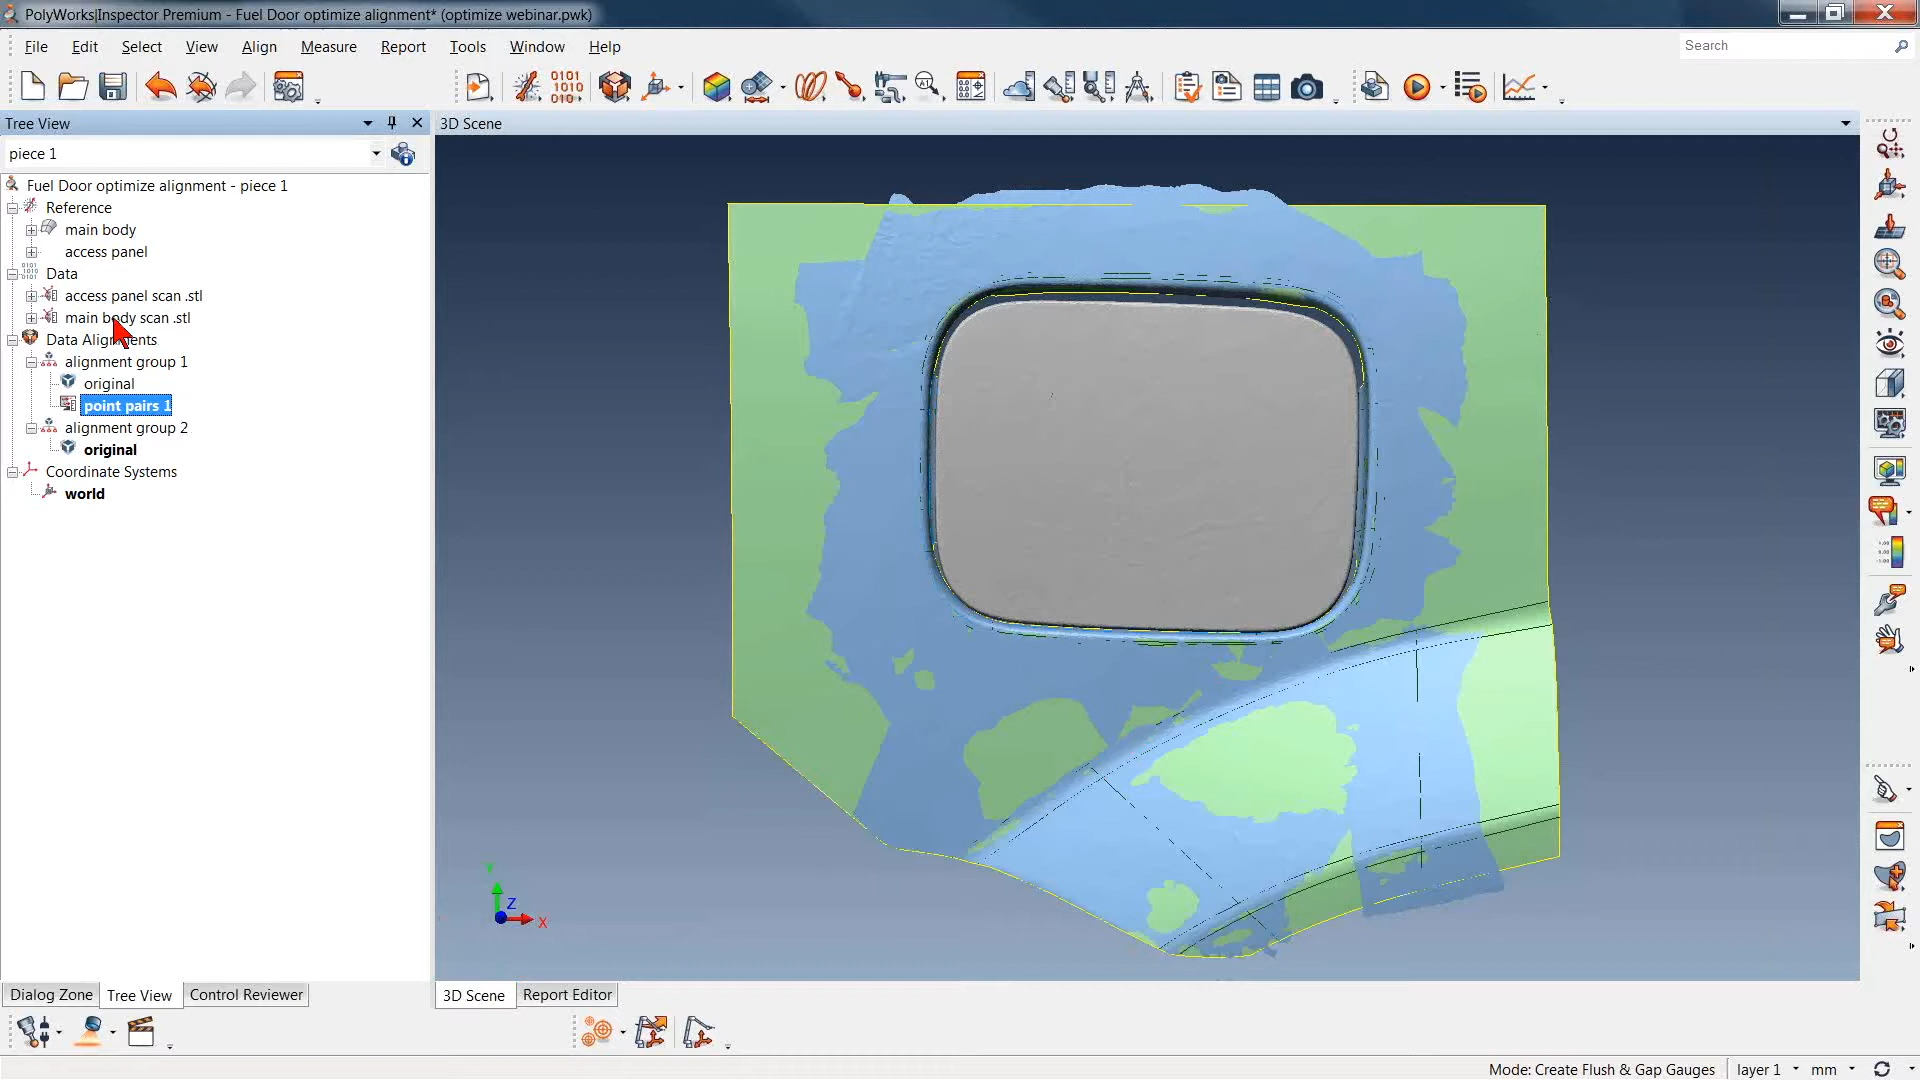 PolyWorks|Inspector Premium - Fuel Door optimize alignment* (optimize webinar.pwk)
File Edit Select View Align Measure Report Tools Window Help
Search
Tree View
3D Scene
piece 1
Fuel Door optimize alignment - piece 1
Reference
main body
access panel
Data
access panel scan .stl
main body scan .stl
Data Alignments
alignment group 1
original
point pairs 1
alignment group 2
original
Coordinate Systems
world
Y
Z
X
Dialog Zone Tree View Control Reviewer
3D Scene Report Editor
Mode: Create Flush & Gap Gauges layer 1 mm